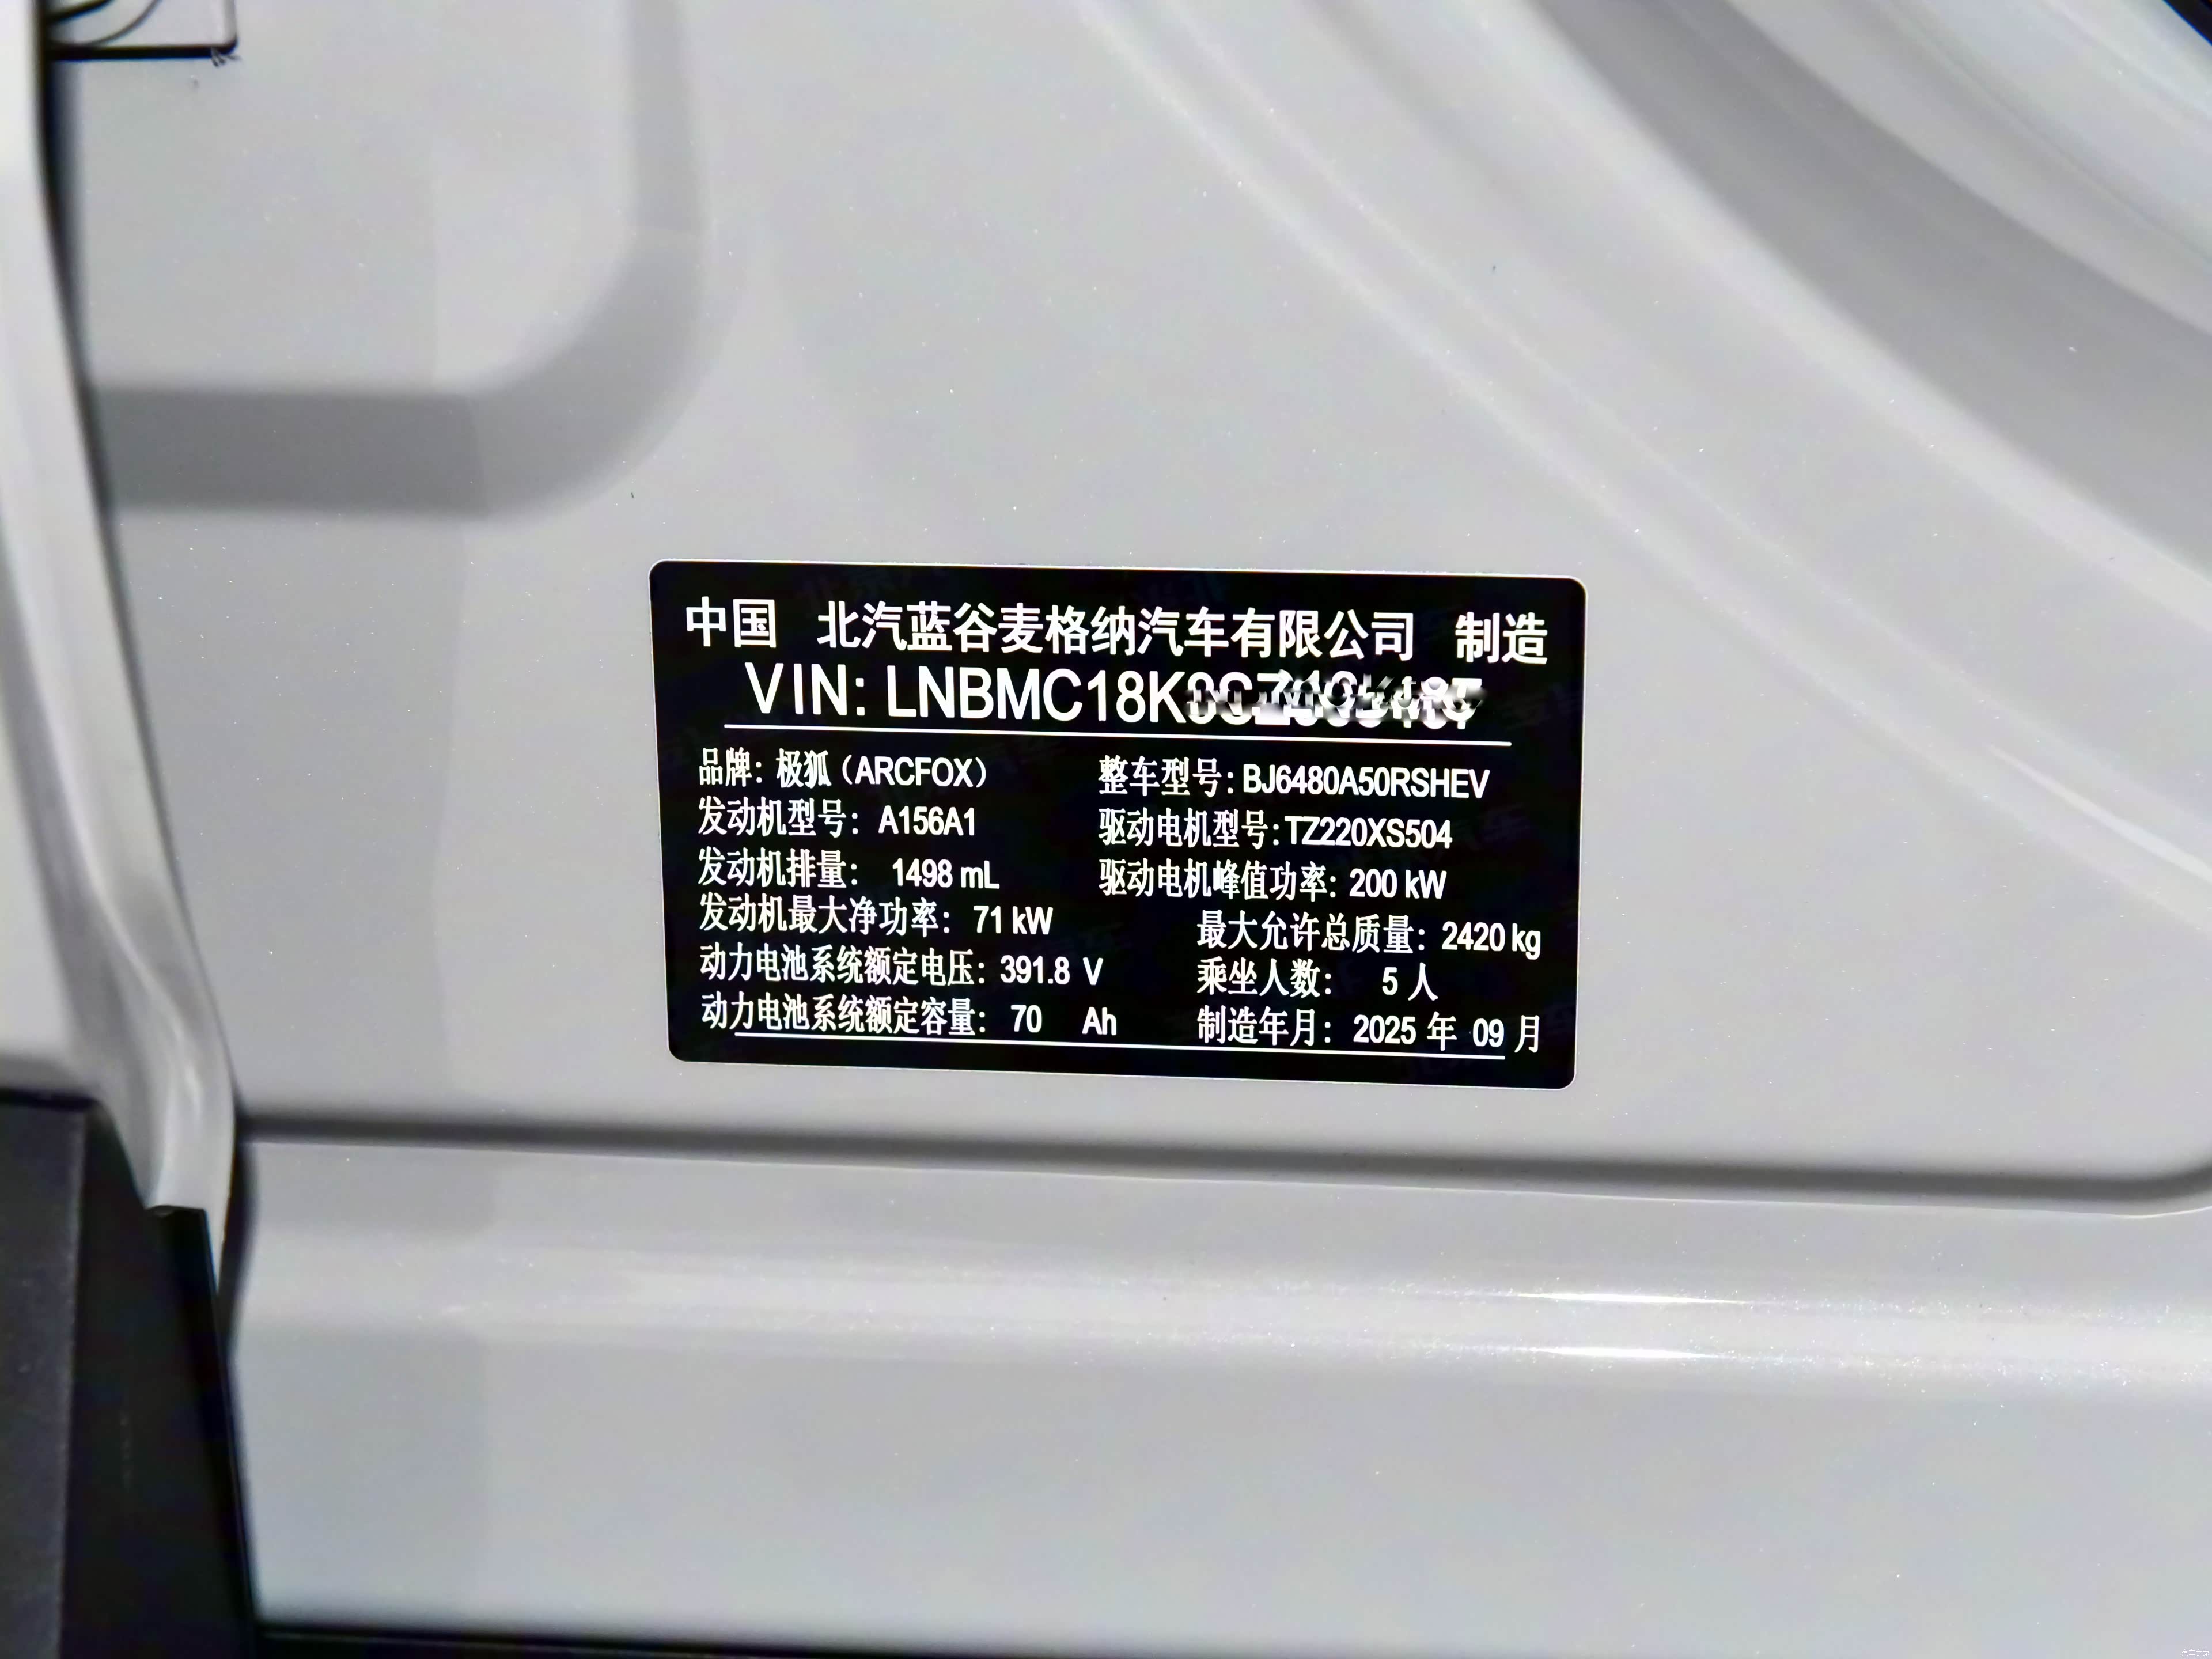 中国 北汽蓝谷麦格纳汽车有限公司 制造
VIN: LNBMC18K
品牌: 极狐（ARCFOX） 整车型号: BJ6480A50RSHEV
发动机型号: A156A1 驱动电机型号: TZ220XS504
发动机排量: 1498 mL 驱动电机峰值功率: 200 kW
发动机最大净功率: 71 kW 最大允许总质量: 2420 kg
动力电池系统额定电压: 391.8 V 乘坐人数: 5 人
动力电池系统额定容量: 70 Ah 制造年月: 2025 年 09 月
汽车之家